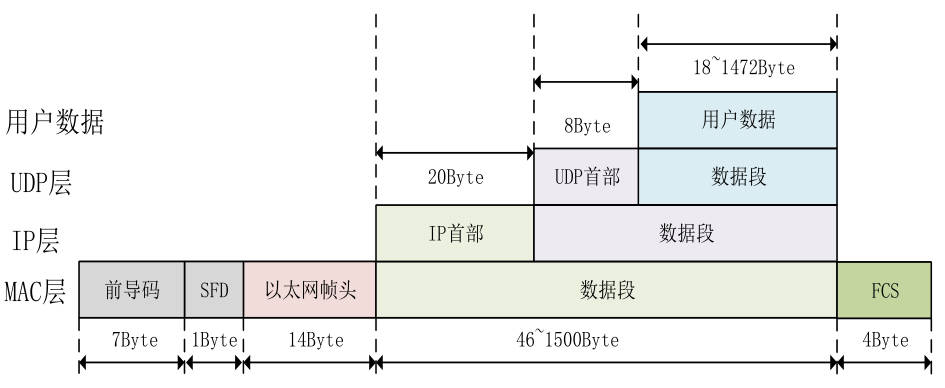 18~1472Byte
用户数据
8Byte
用户数据
UDP层
20Byte
UDP首部
数据段
IP层
IP首部
数据段
MAC层
前导码
SFD
以太网帧头
数据段
FCS
7Byte
1Byte
14Byte
46~1500Byte
4Byte